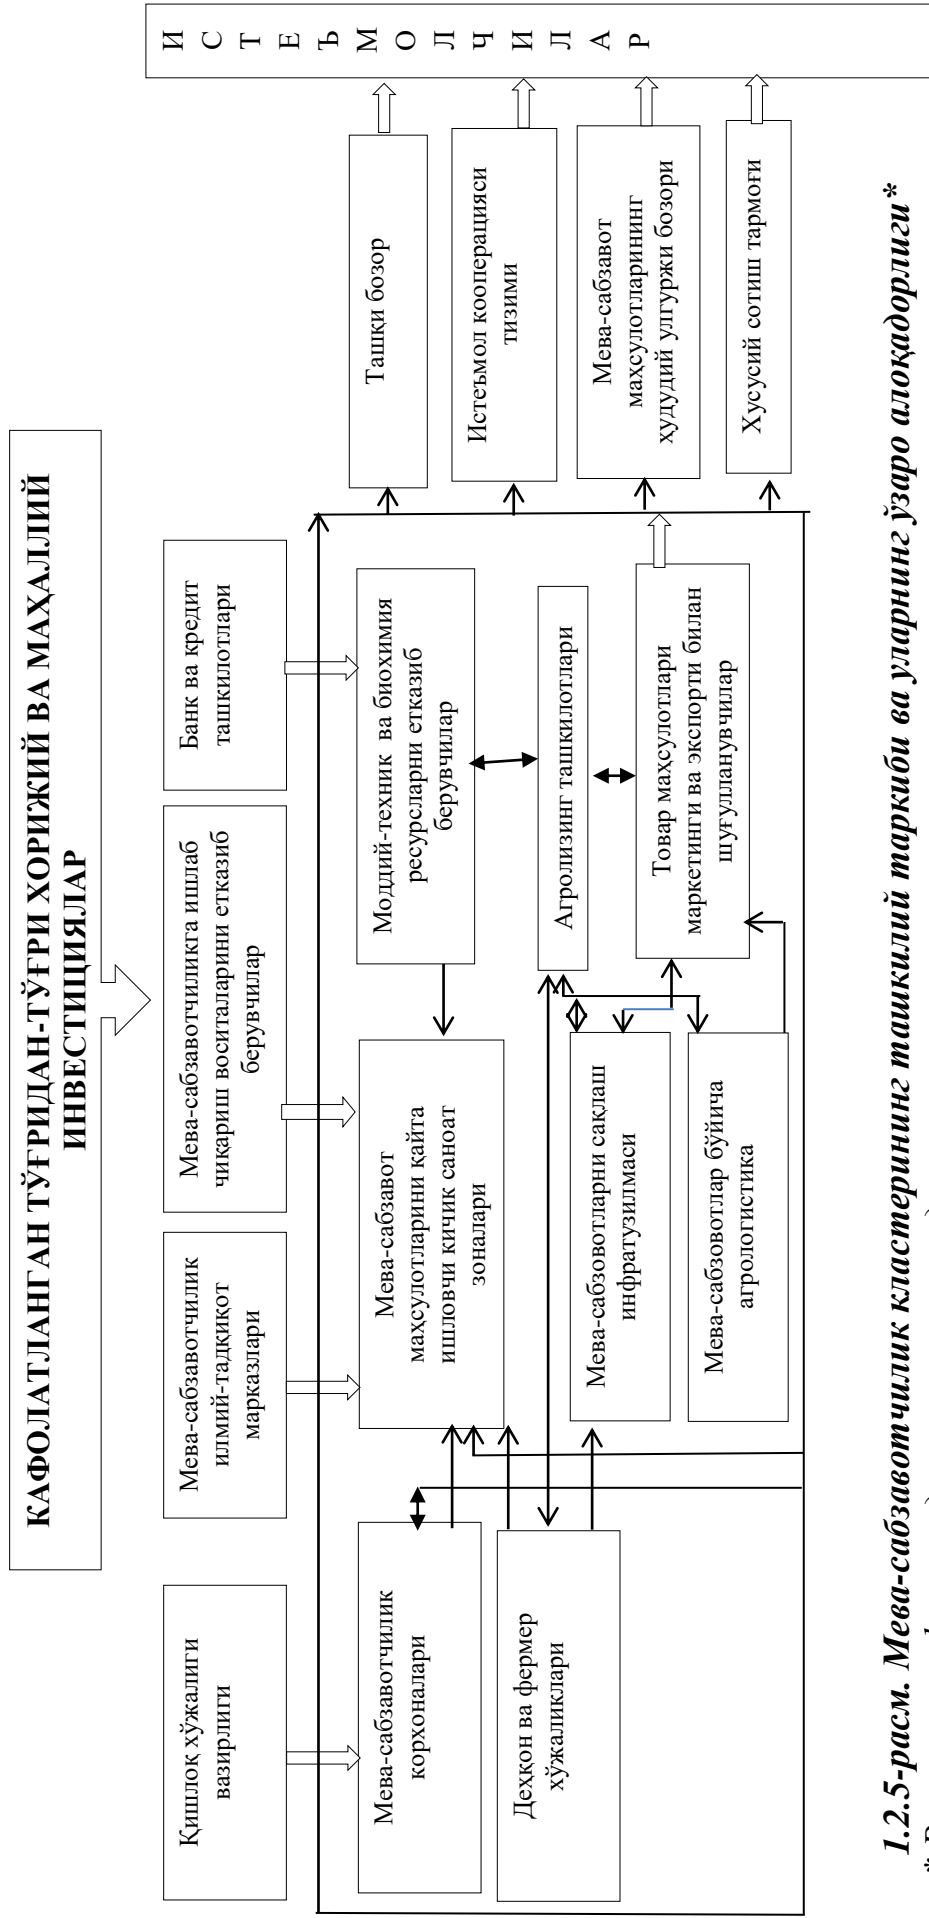 КАФОЛАТЛАНГАН ТЎҒРИДАН-ТЎҒРИ ХОРИЖИЙ ВА МАҲАЛЛИЙ
ИНВЕСТИЦИЯЛАР
Қишлоқ хўжалиги
вазирлиги
Мева-сабзавотчилик
илмий-тадқиқот
марказлари
Мева-сабзавотчиликга ишлаб
чиқариш воситаларини етказиб
берувчилар
Банк ва кредит
ташкилотлари
Мева-сабзавотчилик
корхоналари
Деҳқон ва фермер
хўжаликлари
Мева-сабзавот
маҳсулотларини қайта
ишловчи кичик саноат
зоналари
Мева-сабзовотларни сақлаш
инфратузилмаси
Мева-сабзовотлар бўйича
агрологистика
Моддий-техник ва биохимия
ресурсларни етказиб
берувчилар
Агролизинг ташкилотлари
Товар маҳсулотлари
маркетинги ва экспорти билан
шуғулланувчилар
Ташқи бозор
Истеъмол кооперацияси
тизими
Мева-сабзавот
маҳсулотларининг
ҳудудий улгуржи бозори
Хусусий сотиш тармоғи
И
С
Т
Е
Ъ
М
О
Л
Ч
И
Л
А
Р
1.2.5-расм. Мева-сабзавотчилик кластерининг ташкилий таркиби ва уларнинг ўзаро алоқадорлиги*